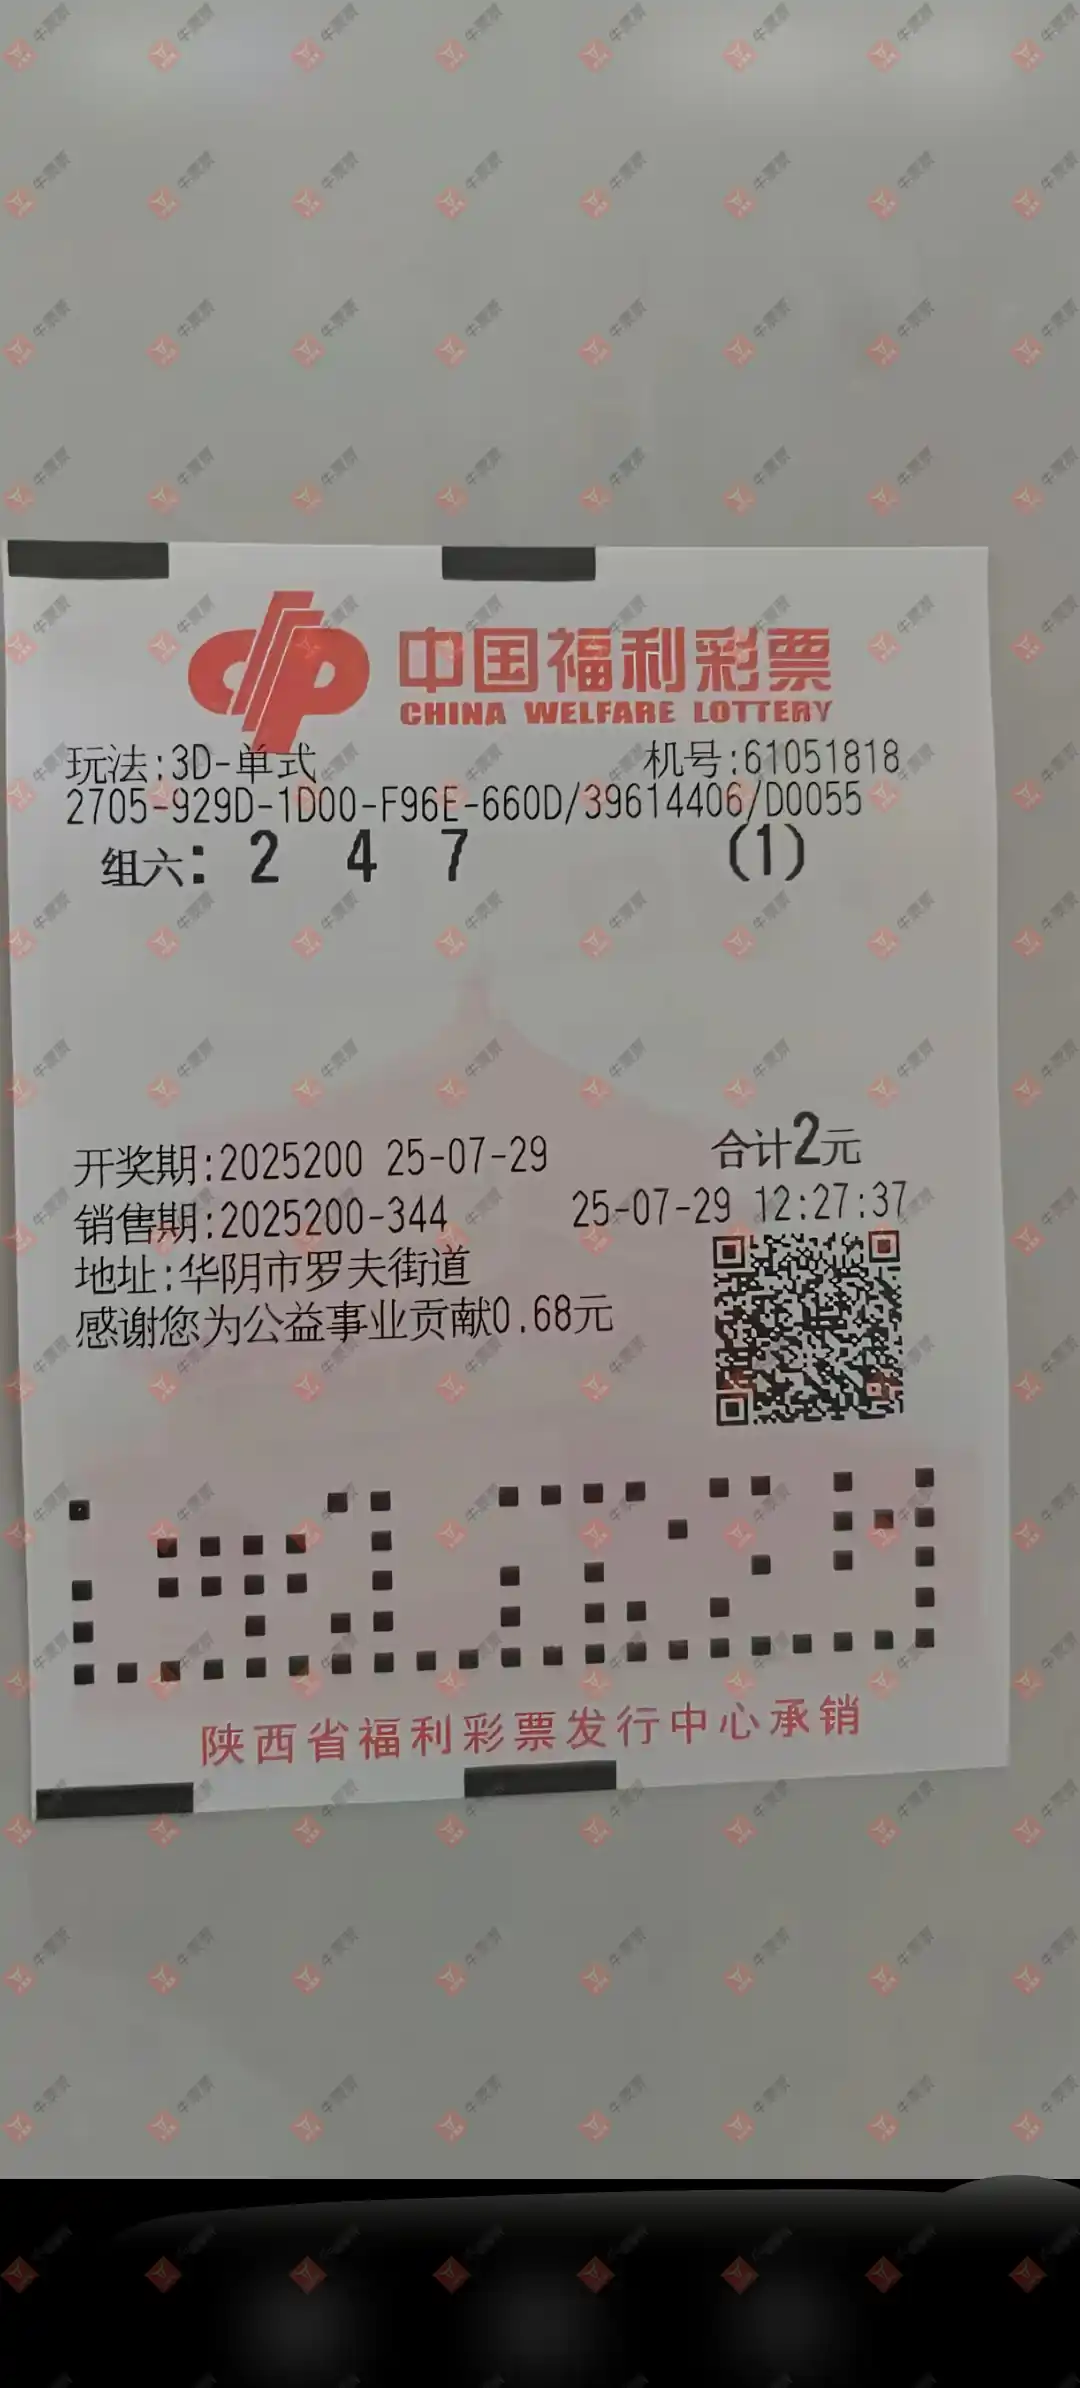 中国福利彩票
CHINA WELFARE LOTTERY
玩法:3D-单式 机号:61051818
2705-929D-1D00-F96E-660D/39614406/D0055
组六: 2 4 7 (1)
开奖期:2025200 25-07-29 合计2元
销售期:2025200-344 25-07-29 12:27:37
地址:华阴市罗夫街道
感谢您为公益事业贡献0.68元
陕西省福利彩票发行中心承销
牛票票